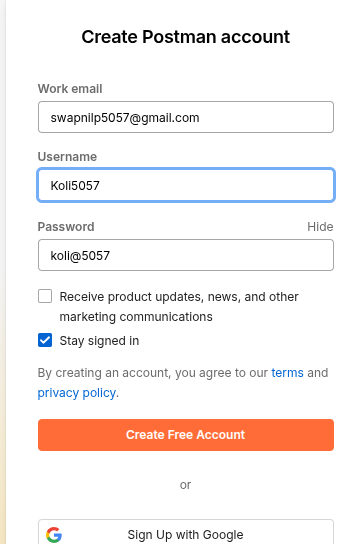 Create Postman account
Work email
swapnilp5057@gmail.com
Username
Koli5057
Password Hide
koli@5057
Receive product updates, news, and other
marketing communications
Stay signed in
By creating an account, you agree to our terms and
privacy policy.
Create Free Account
or
Sign Up with Google